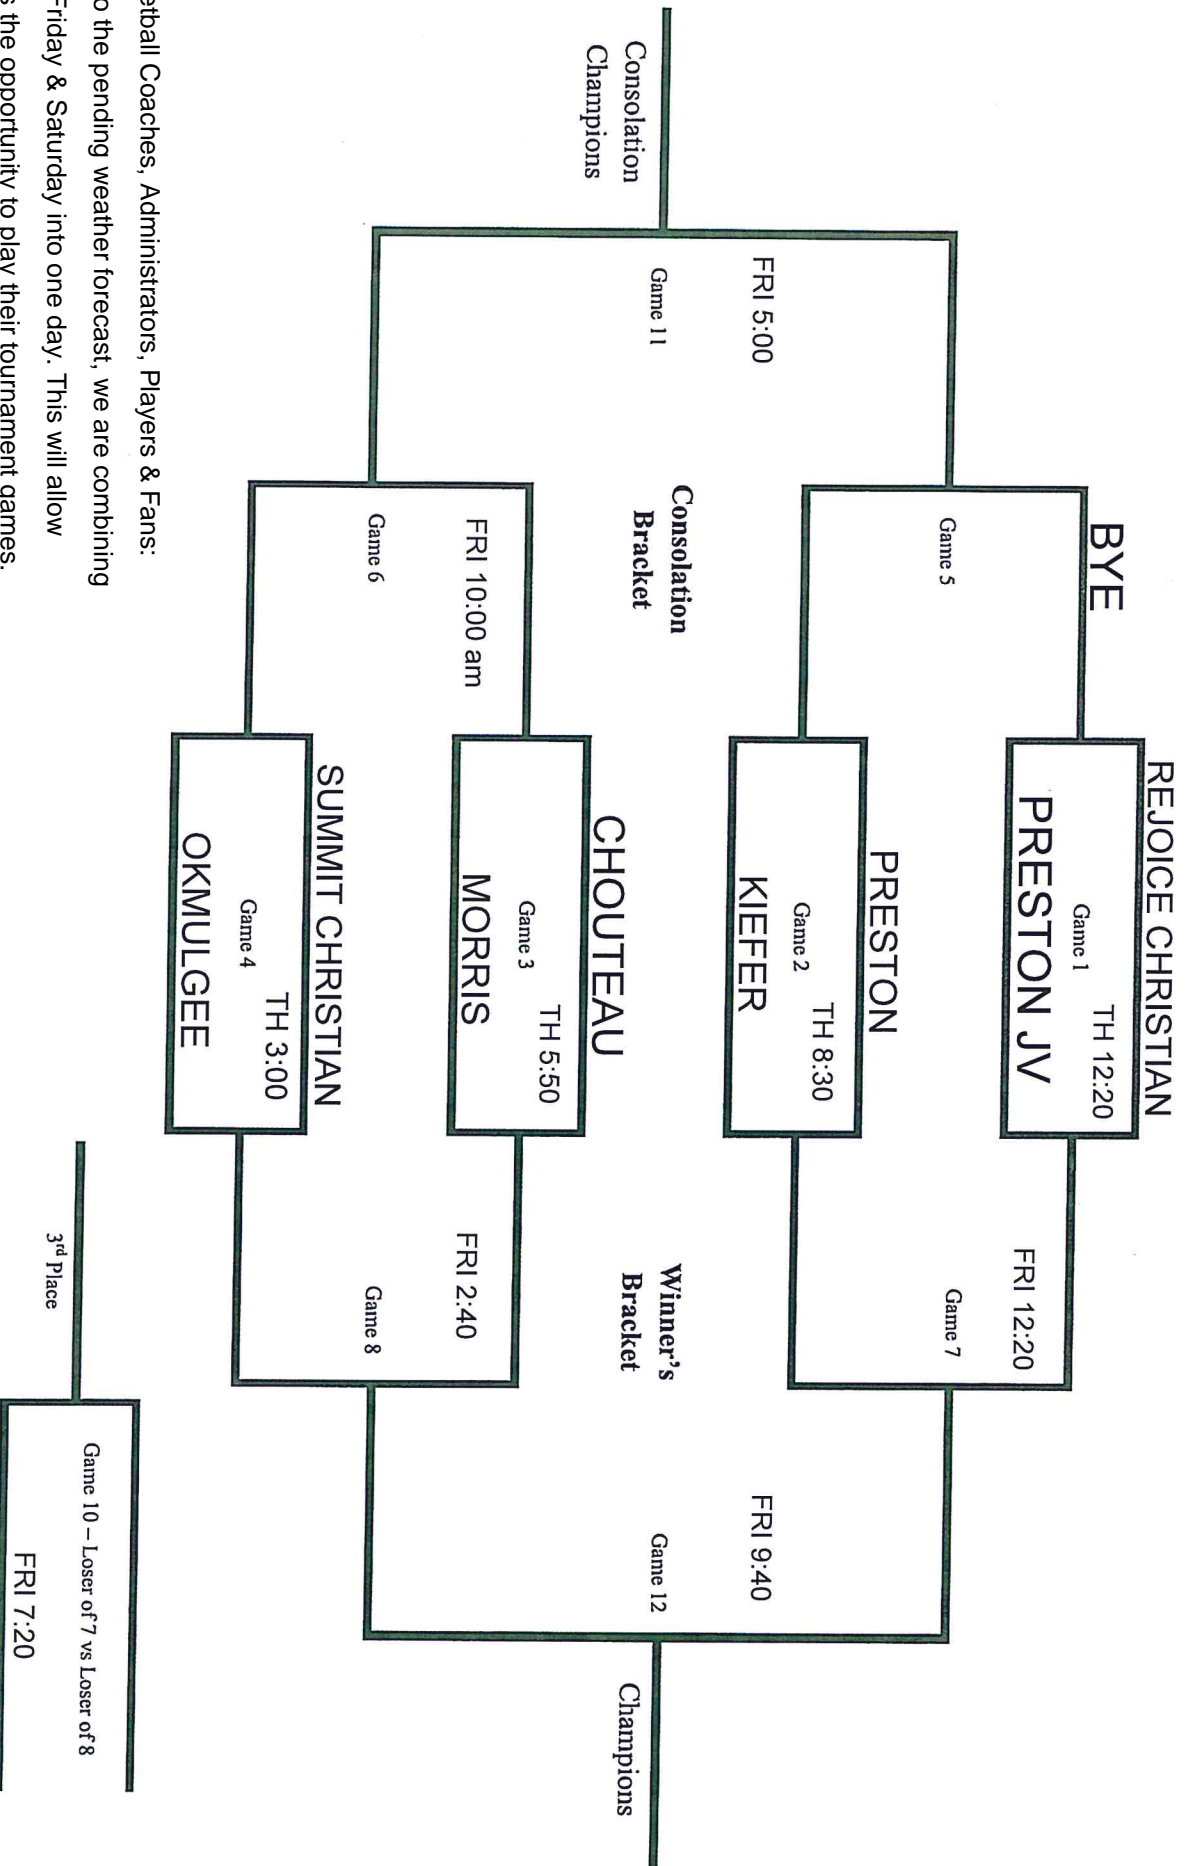 REJOICE CHRISTIAN
BYE
Game 1
TH 12:20
PRESTON JV
FRI 12:20
Game 5
Game 7
PRESTON
Game 2
TH 8:30
KIEFER
FRI 5:00
FRI 9:40
Game 11
Game 12
Consolation
Bracket
Winner's
Bracket
Consolation
Champions
Champions
CHOUTEAU
Game 3
TH 5:50
MORRIS
FRI 10:00 am
FRI 2:40
Game 6
Game 8
SUMMIT CHRISTIAN
Game 4
TH 3:00
OKMULGEE
etball Coaches, Administrators, Players & Fans:
o the pending weather forecast, we are combining
Friday & Saturday into one day. This will allow
s the opportunity to play their tournament games.
Game 10 – Loser of 7 vs Loser of 8
3rd Place
FRI 7:20